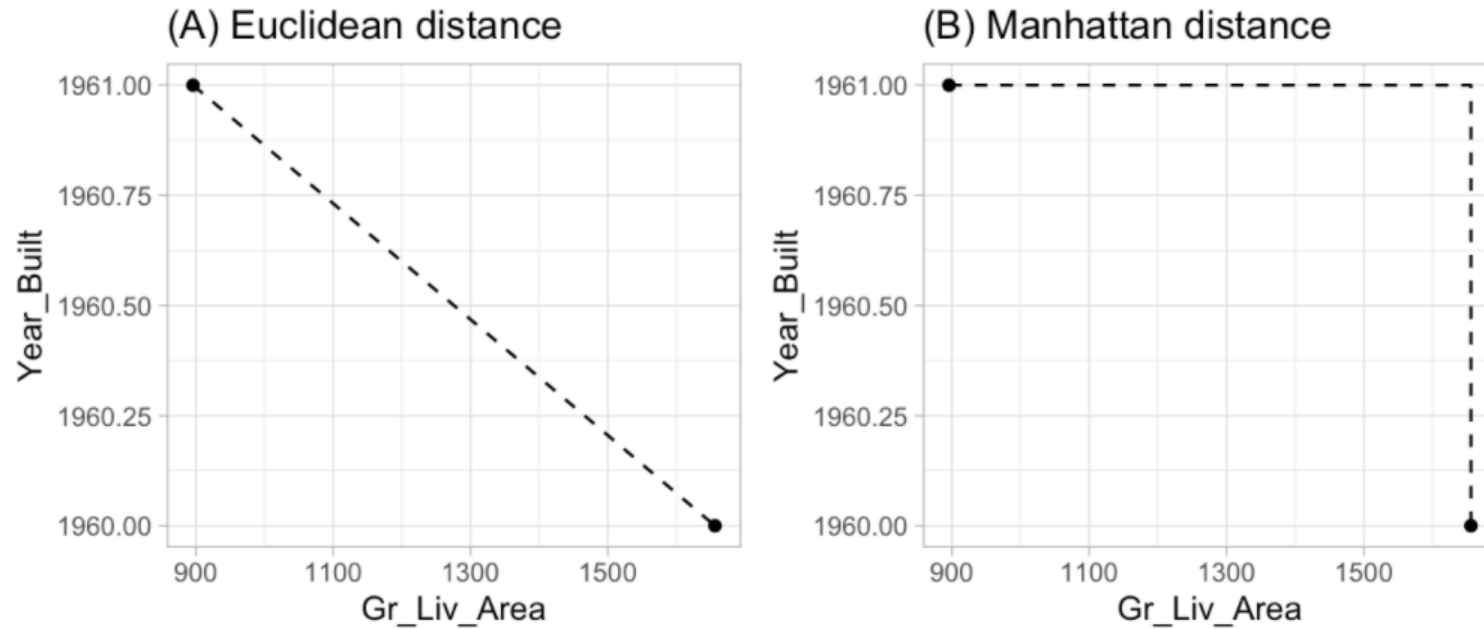 (A) Euclidean distance
Year_Built
1961.00
1960.75
1960.50
1960.25
1960.00
900 1100 1300 1500
Gr_Liv_Area
(B) Manhattan distance
Year_Built
1961.00
1960.75
1960.50
1960.25
1960.00
900 1100 1300 1500
Gr_Liv_Area